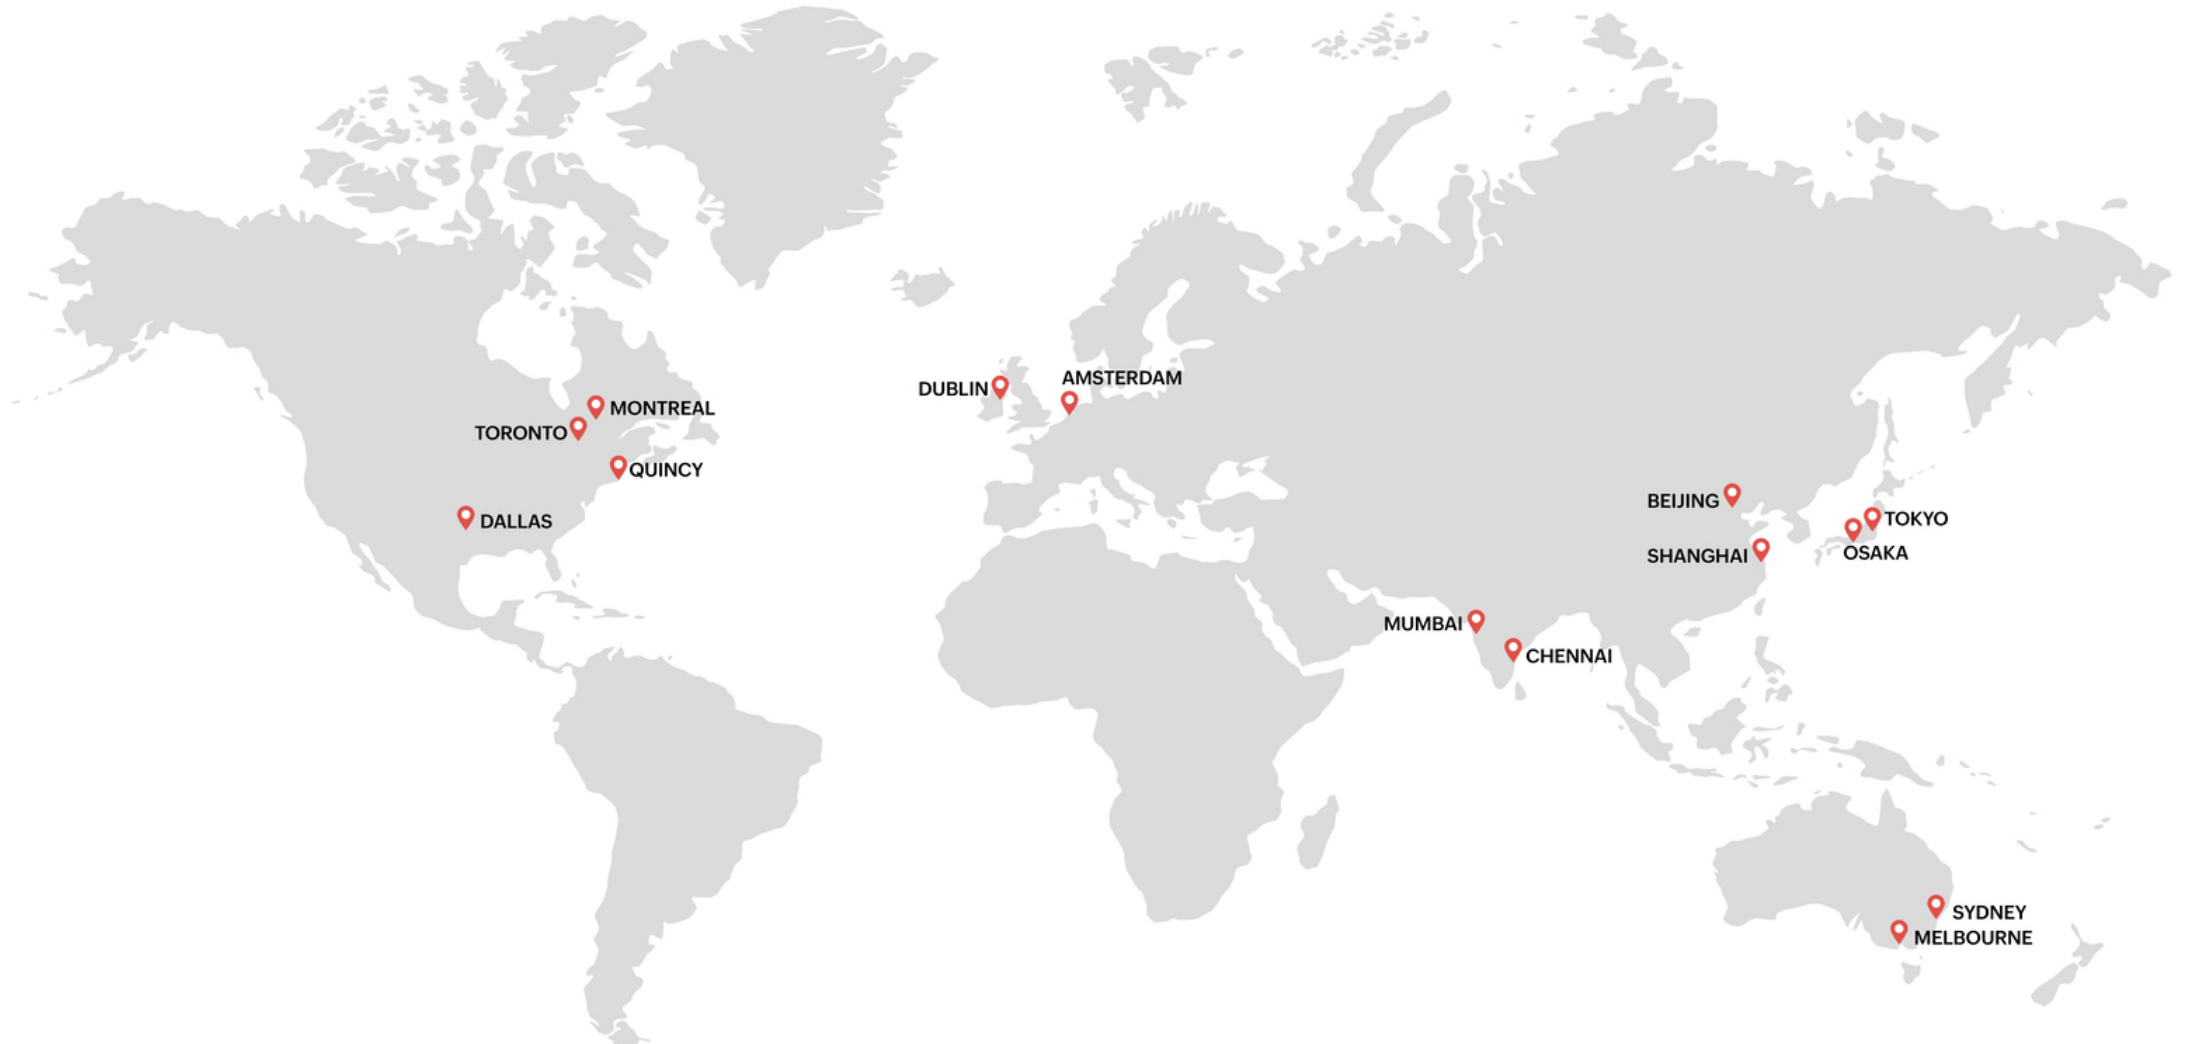 AMSTERDAM
DUBLIN
MONTREAL
TORONTO
QUINCY
DALLAS
BEIJING
TOKYO
OSAKA
SHANGHAI
MUMBAI
CHENNAI
SYDNEY
MELBOURNE